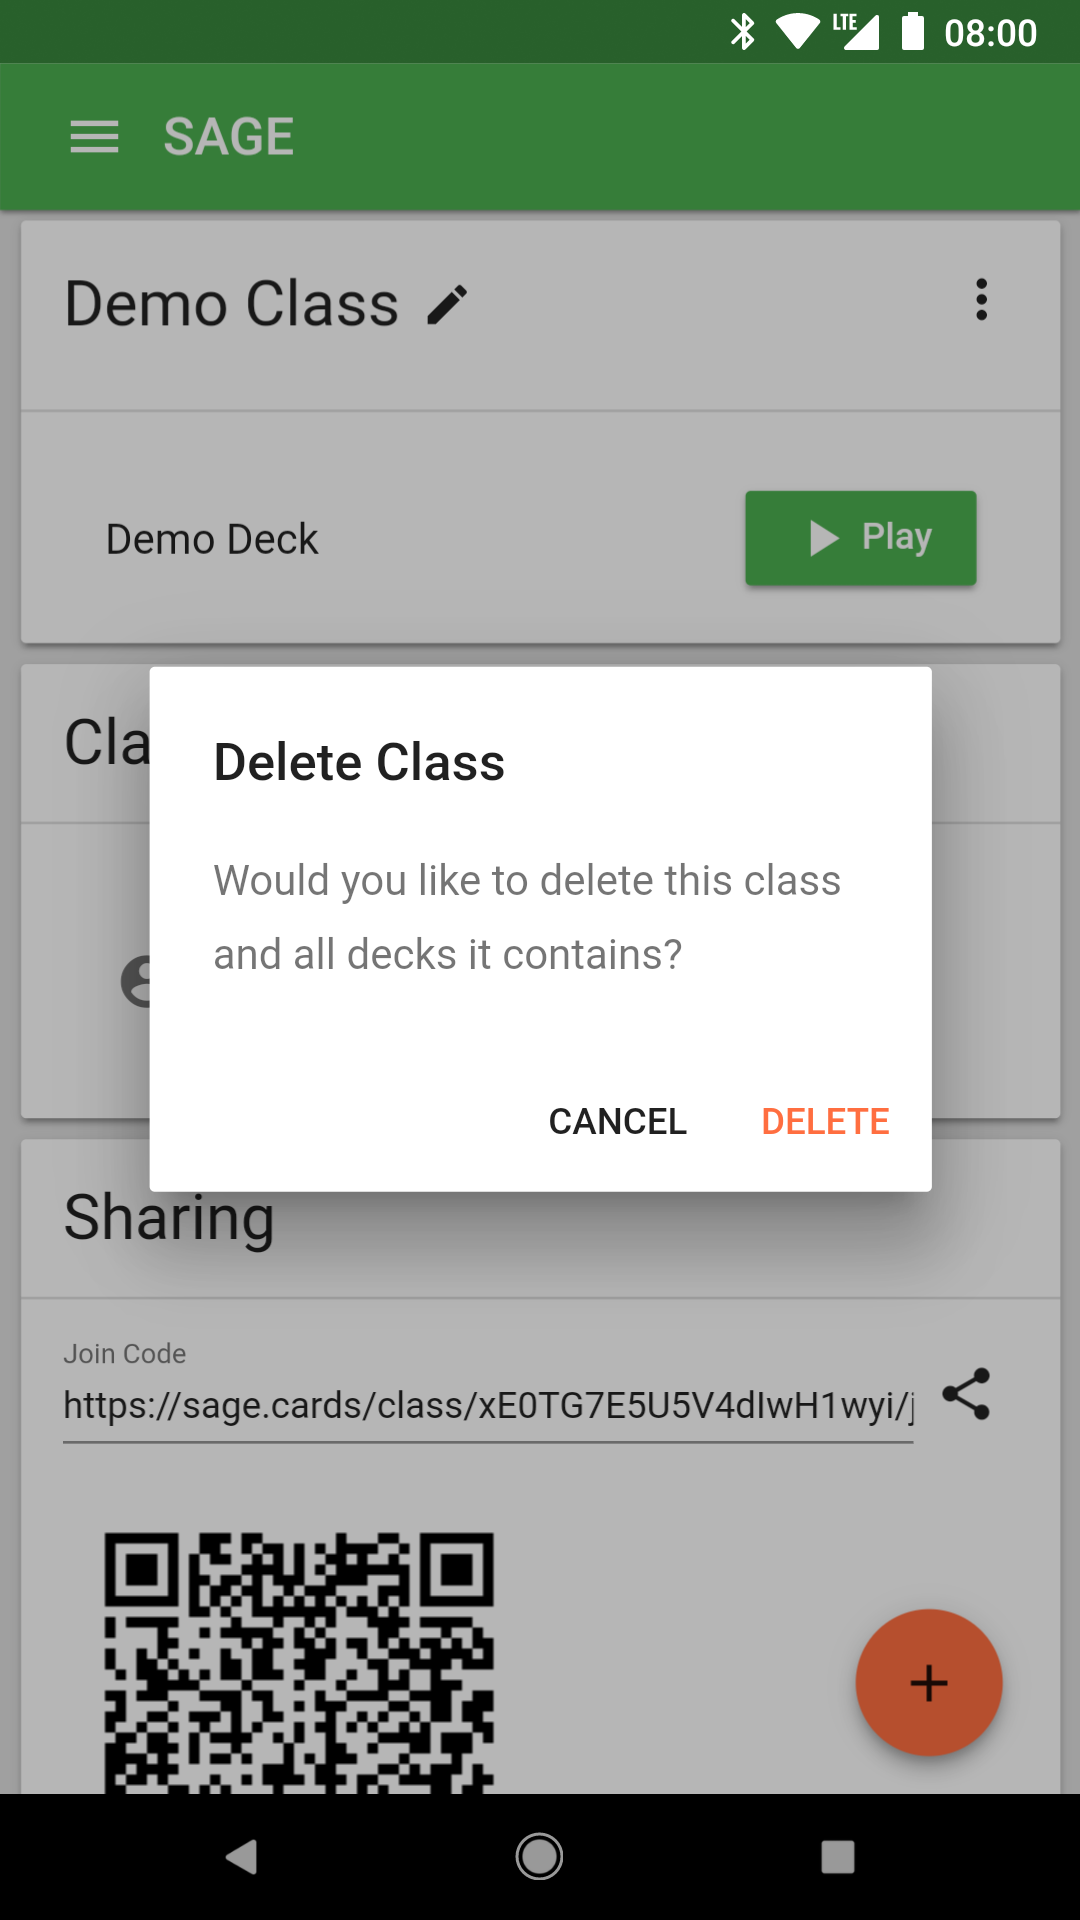 LTE 08:00
SAGE
Demo Class
Demo Deck
Play
Cla
Delete Class
Would you like to delete this class
and all decks it contains?
CANCEL DELETE
Sharing
Join Code
https://sage.cards/class/xE0TG7E5U5V4dIwH1wyi/j